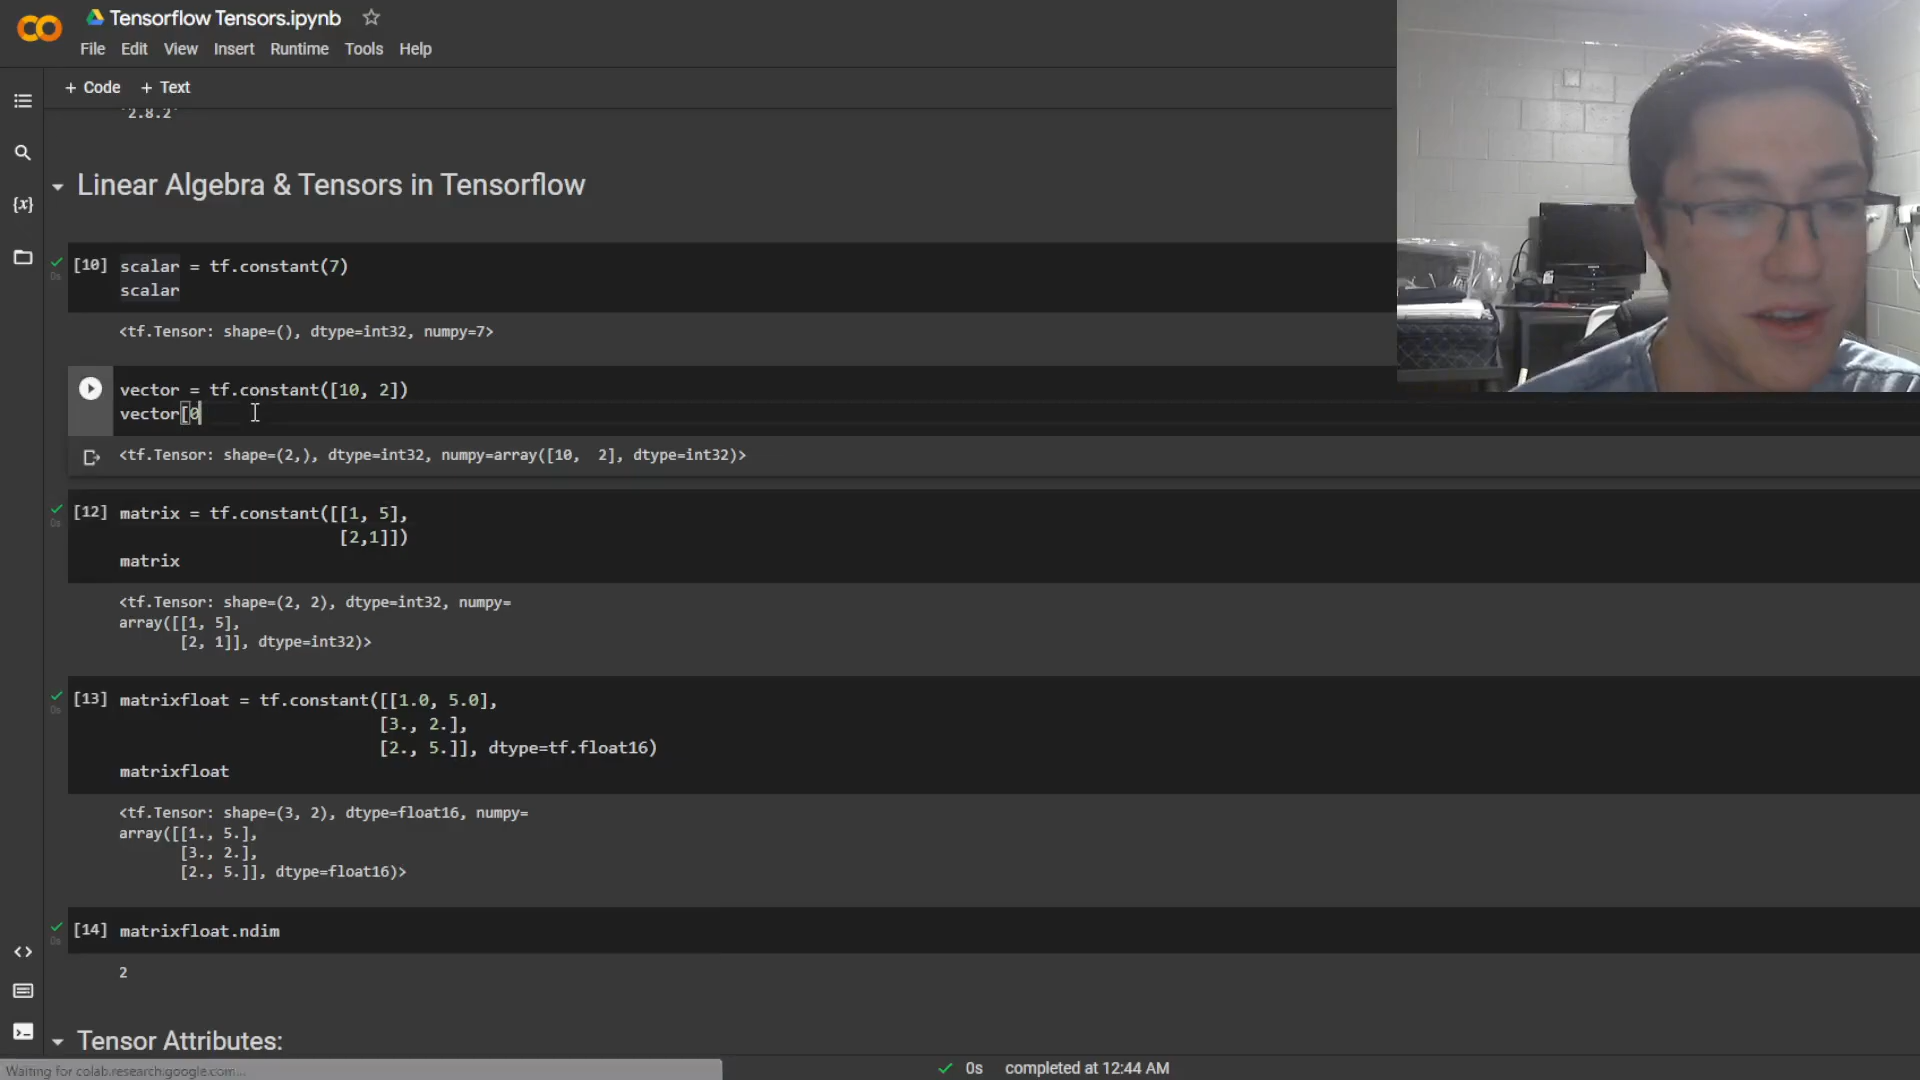 Tensorflow Tensors.ipynb
File Edit View Insert Runtime Tools Help
+ Code + Text
'2.8.2'
Linear Algebra & Tensors in Tensorflow
[10] scalar = tf.constant(7)
scalar
<tf.Tensor: shape=(), dtype=int32, numpy=7>
vector = tf.constant([10, 2])
vector[0
<tf.Tensor: shape=(2,), dtype=int32, numpy=array([10,  2], dtype=int32)>
[12] matrix = tf.constant([[1, 5],
[2,1]])
matrix
<tf.Tensor: shape=(2, 2), dtype=int32, numpy=
array([[1, 5],
[2, 1]], dtype=int32)>
[13] matrixfloat = tf.constant([[1.0, 5.0],
[3., 2.],
[2., 5.]], dtype=tf.float16)
matrixfloat
<tf.Tensor: shape=(3, 2), dtype=float16, numpy=
array([[1., 5.],
[3., 2.],
[2., 5.]], dtype=float16)>
[14] matrixfloat.ndim
2
Tensor Attributes:
Waiting for colab.research.google.com...
0s completed at 12:44 AM